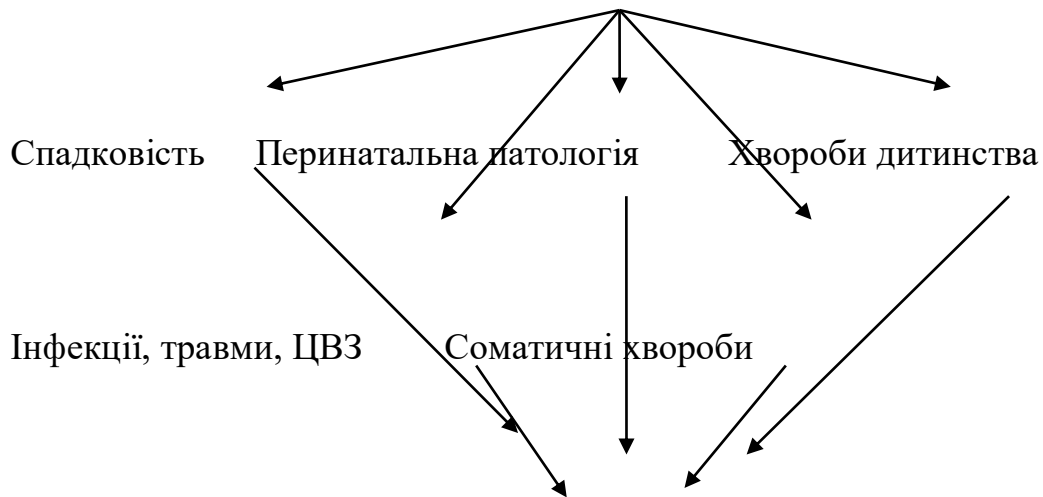 Спадковість Перинатальна патологія Хвороби дитинства
Інфекції, травми, ЦВЗ Соматичні хвороби